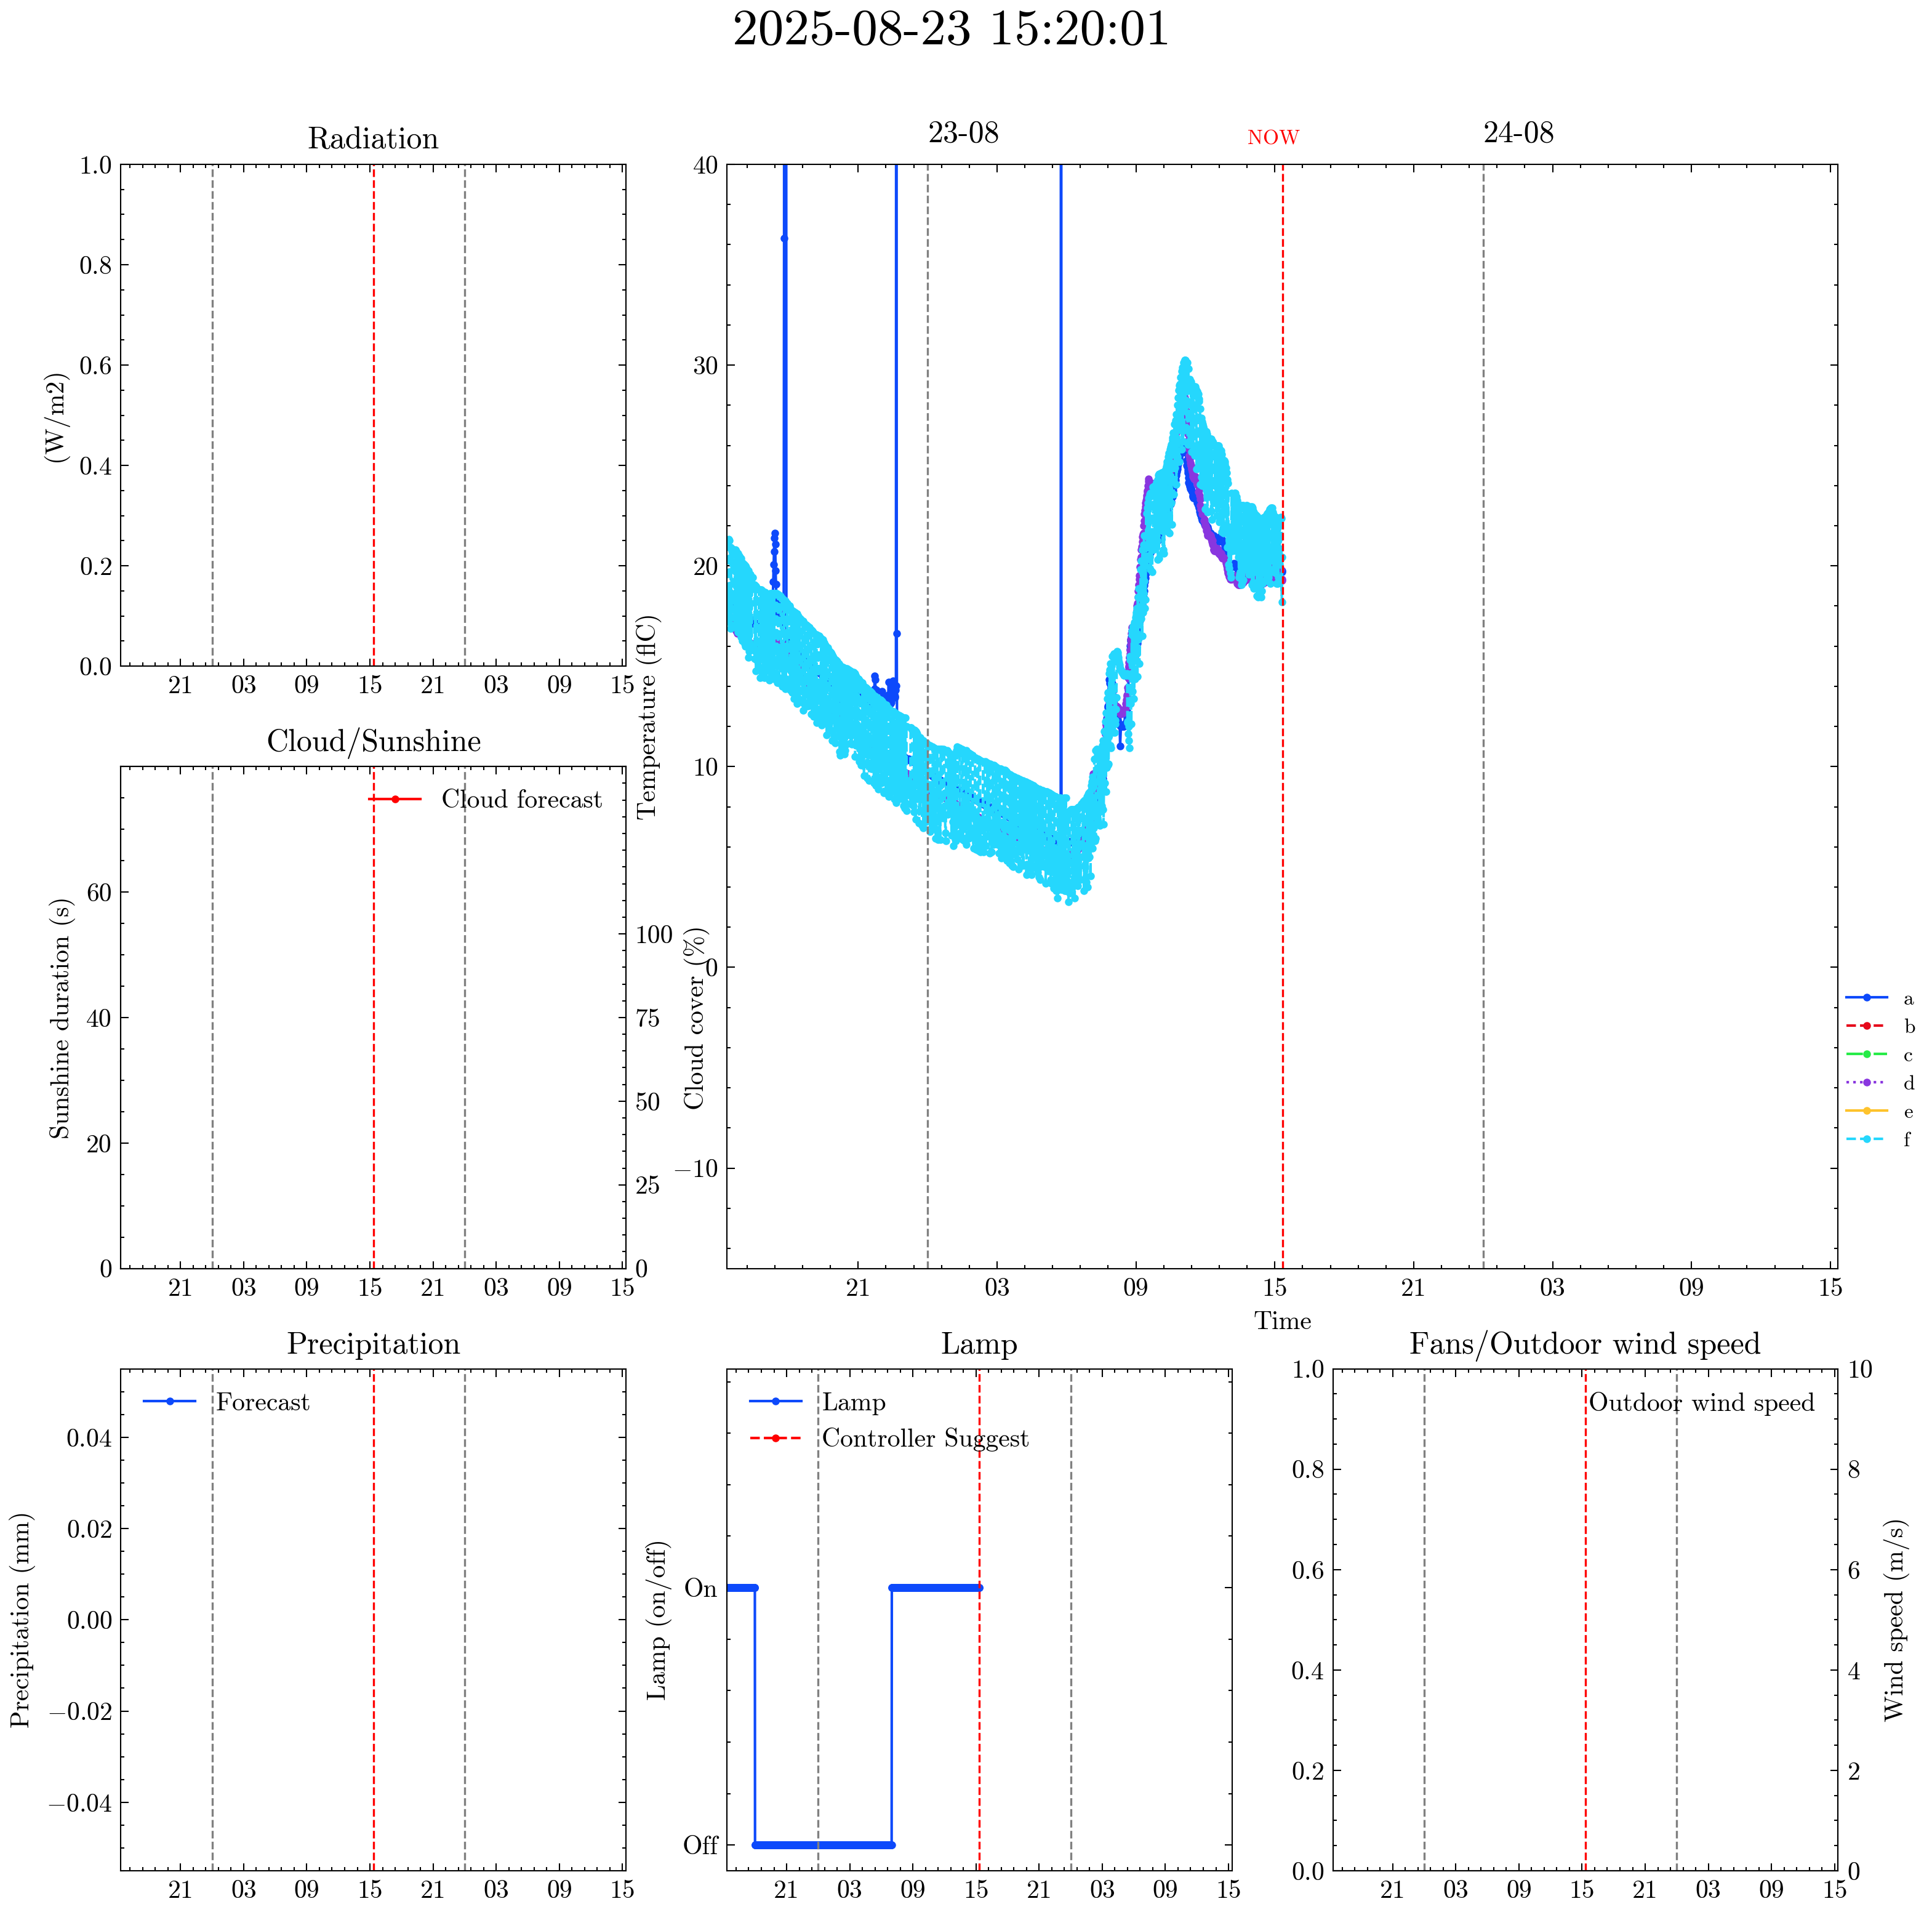 2025-08-23 15:20:01
Radiation
23-08
NOW
24-08
1.0
0.8
0.6
0.4
0.2
0.0
(W/m2)
21 03 09 15 21 03 09 15
40
30
20
10
0
−10
Temperature (flC)
21 03 09 15 21 03 09 15
Time
a
b
c
d
e
f
Cloud/Sunshine
Cloud forecast
60
40
20
0
Sunshine duration (s)
100
75
50
25
0
Cloud cover (%)
21 03 09 15 21 03 09 15
Precipitation
Forecast
0.04
0.02
0.00
−0.02
−0.04
Precipitation (mm)
21 03 09 15 21 03 09 15
Lamp
Lamp
Controller Suggest
On
Off
Lamp (on/off)
21 03 09 15 21 03 09 15
Fans/Outdoor wind speed
Outdoor wind speed
1.0
0.8
0.6
0.4
0.2
0.0
10
8
6
4
2
0
Wind speed (m/s)
21 03 09 15 21 03 09 15